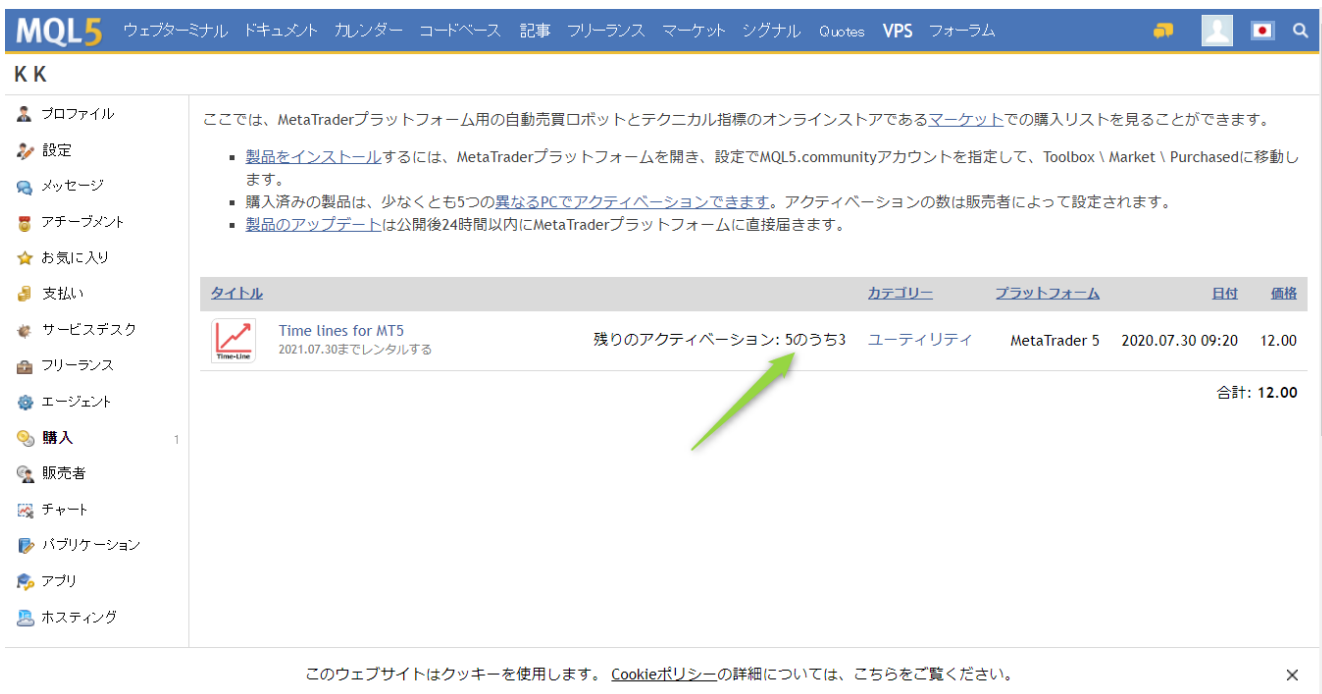 MQL5 ウェブターミナル ドキュメント カレンダー コードベース 記事 フリーランス マーケット シグナル Quotes VPS フォーラム
K K
プロファイル
設定
メッセージ
アチーブメント
お気に入り
支払い
サービスデスク
フリーランス
エージェント
購入 1
販売者
チャート
パブリケーション
アプリ
ホスティング
ここでは、MetaTraderプラットフォーム用の自動売買ロボットとテクニカル指標のオンラインストアであるマーケットでの購入リストを見ることができます。
製品をインストールするには、MetaTraderプラットフォームを開き、設定でMQL5.communityアカウントを指定して、Toolbox \ Market \ Purchasedに移動し
ます。
購入済みの製品は、少なくとも5つの異なるPCでアクティベーションできます。アクティベーションの数は販売者によって設定されます。
製品のアップデートは公開後24時間以内にMetaTraderプラットフォームに直接届きます。
タイトル カテゴリー プラットフォーム 日付 価格
Time-Line
Time lines for MT5
2021.07.30までレンタルする
残りのアクティベーション: 5のうち3 ユーティリティ MetaTrader 5 2020.07.30 09:20 12.00
合計: 12.00
このウェブサイトはクッキーを使用します。 Cookieポリシーの詳細については、こちらをご覧ください。